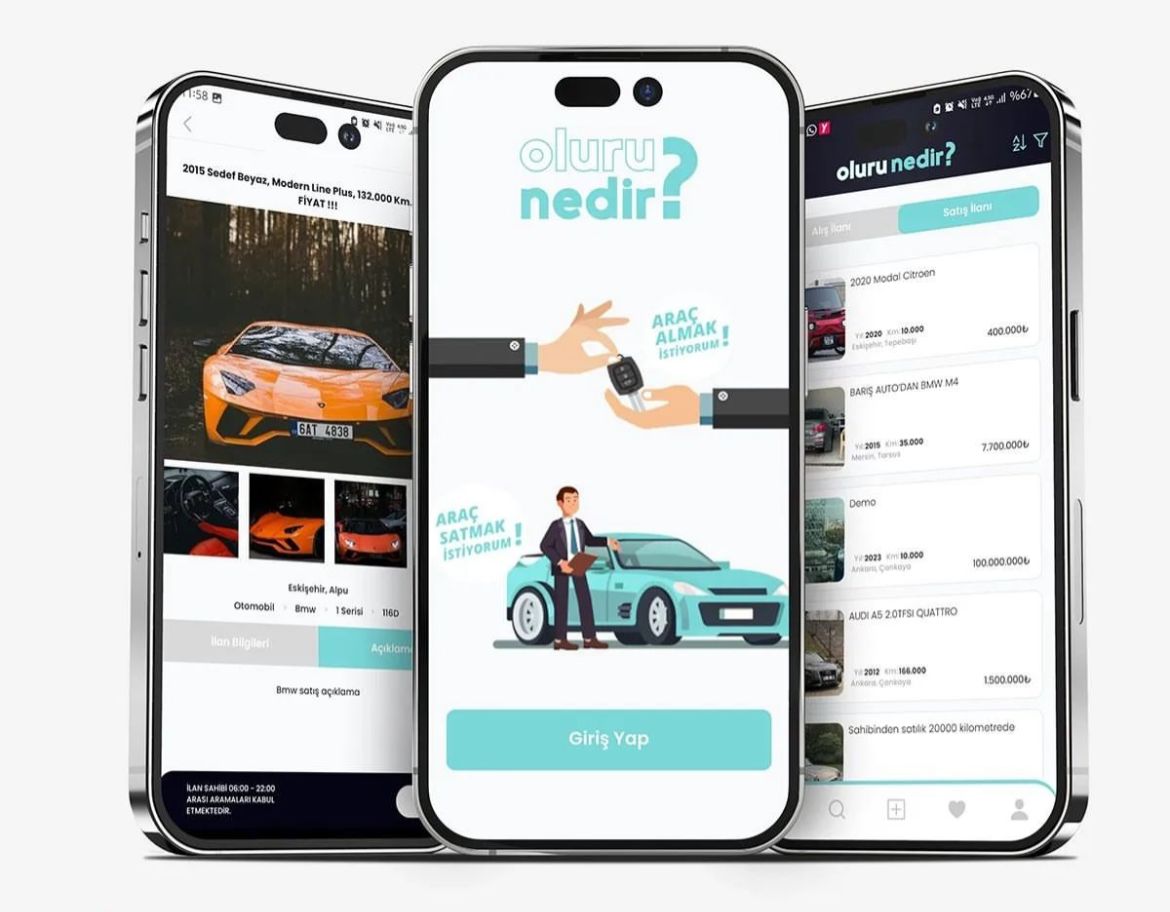 11:58
2015 Sedef Beyaz, Modern Line Plus, 132.000 Km.
FİYAT !!!
6AT 4838
Eskişehir, Alpu
Otomobil > Bmw > 1 Serisi > 116D
İlan Bilgileri
Açıklama
Bmw satış açıklama
İLAN SAHİBİ 06:00 - 22:00
ARASI ARAMALARI KABUL
ETMEKTEDİR.
oluru
nedir?
ARAÇ
ALMAK
İSTİYORUM!
ARAÇ
SATMAK
İSTİYORUM!
Giriş Yap
%67
oluru nedir?
Alış İlanı
Satış İlanı
2020 Modal Citroen
Yıl:2020 Km:10.000
Eskişehir, Tepebaşı
400.000₺
BARIŞ AUTO'DAN BMW M4
Yıl:2015 Km:35.000
Mersin, Tarsus
7.700.000₺
Demo
Yıl:2023 Km:10.000
Ankara, Çankaya
100.000.000₺
AUDI A5 2.0TFSI QUATTRO
Yıl:2012 Km:166.000
Ankara, Çankaya
1.500.000₺
Sahibinden satılık 20000 kilometrede